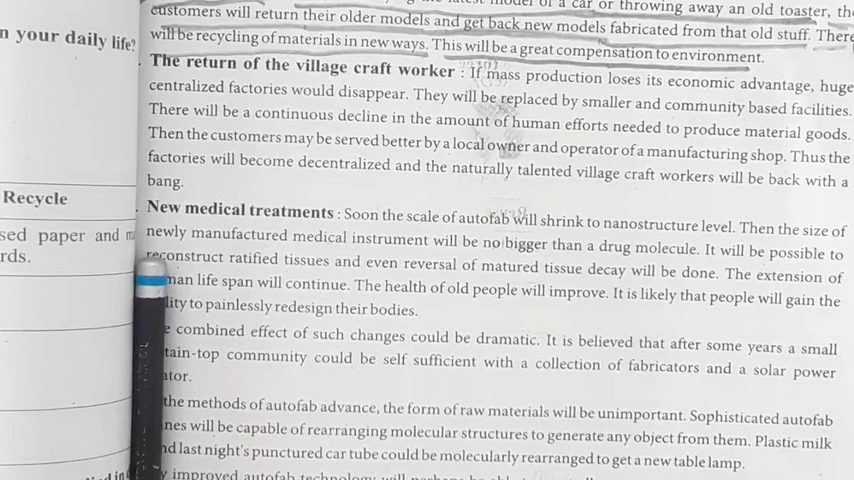 latest model of a car or throwing away an old toaster, the
customers will return their older models and get back new models fabricated from that old stuff. There
will be recycling of materials in new ways. This will be a great compensation to environment.
The return of the village craft worker : If mass production loses its economic advantage, huge
centralized factories would disappear. They will be replaced by smaller and community based facilities.
There will be a continuous decline in the amount of human efforts needed to produce material goods.
Then the customers may be served better by a local owner and operator of a manufacturing shop. Thus the
factories will become decentralized and the naturally talented village craft workers will be back with a
bang.
New medical treatments : Soon the scale of autofab will shrink to nanostructure level. Then the size of
newly manufactured medical instrument will be no bigger than a drug molecule. It will be possible to
reconstruct ratified tissues and even reversal of matured tissue decay will be done. The extension of
man life span will continue. The health of old people will improve. It is likely that people will gain the
lity to painlessly redesign their bodies.
e combined effect of such changes could be dramatic. It is believed that after some years a small
tain-top community could be self sufficient with a collection of fabricators and a solar power
ator.
the methods of autofab advance, the form of raw materials will be unimportant. Sophisticated autofab
nes will be capable of rearranging molecular structures to generate any object from them. Plastic milk
nd last night's punctured car tube could be molecularly rearranged to get a new table lamp.
improved autofab technology will
n your daily life?
Recycle
sed paper and
rds.